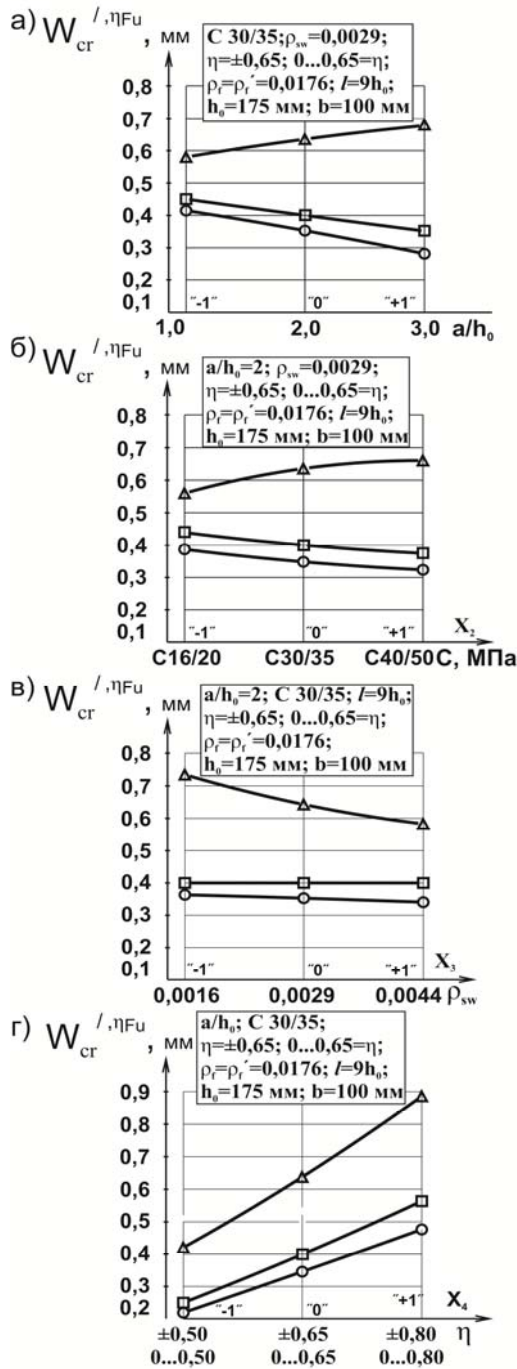 а) W cr /,ηFu , мм
C 30/35; ρsw=0,0029;
η=±0,65; 0...0,65=η;
ρf=ρf´=0,0176; l=9h0;
h0=175 мм; b=100 мм
0,8
0,7
0,6
0,5
0,4
0,3
0,2
0,1
"-1" "0" "+1"
1,0 2,0 3,0 a/h0
б) W cr /,ηFu , мм
a/h0=2; ρsw=0,0029;
η=±0,65; 0...0,65=η;
ρf=ρf´=0,0176; l=9h0;
h0=175 мм; b=100 мм
0,8
0,7
0,6
0,5
0,4
0,3
0,2
0,1
"-1" "0" "+1" X2
C16/20 C30/35 C40/50 C, МПа
в) W cr /,ηFu , мм
a/h0=2; C 30/35; l=9h0;
η=±0,65; 0...0,65=η;
ρf=ρf´=0,0176;
h0=175 мм; b=100 мм
0,8
0,7
0,6
0,5
0,4
0,3
0,2
0,1
"-1" "0" "+1" X3
0,0016 0,0029 0,0044 ρsw
г) W cr /,ηFu , мм
a/h0; C 30/35;
η=±0,65; 0...0,65=η;
ρf=ρf´=0,0176; l=9h0;
h0=175 мм; b=100 мм
0,9
0,8
0,7
0,6
0,5
0,4
0,3
0,2
"-1" "0" "+1" X4
±0,50 ±0,65 ±0,80 η
0...0,50 0...0,65 0...0,80